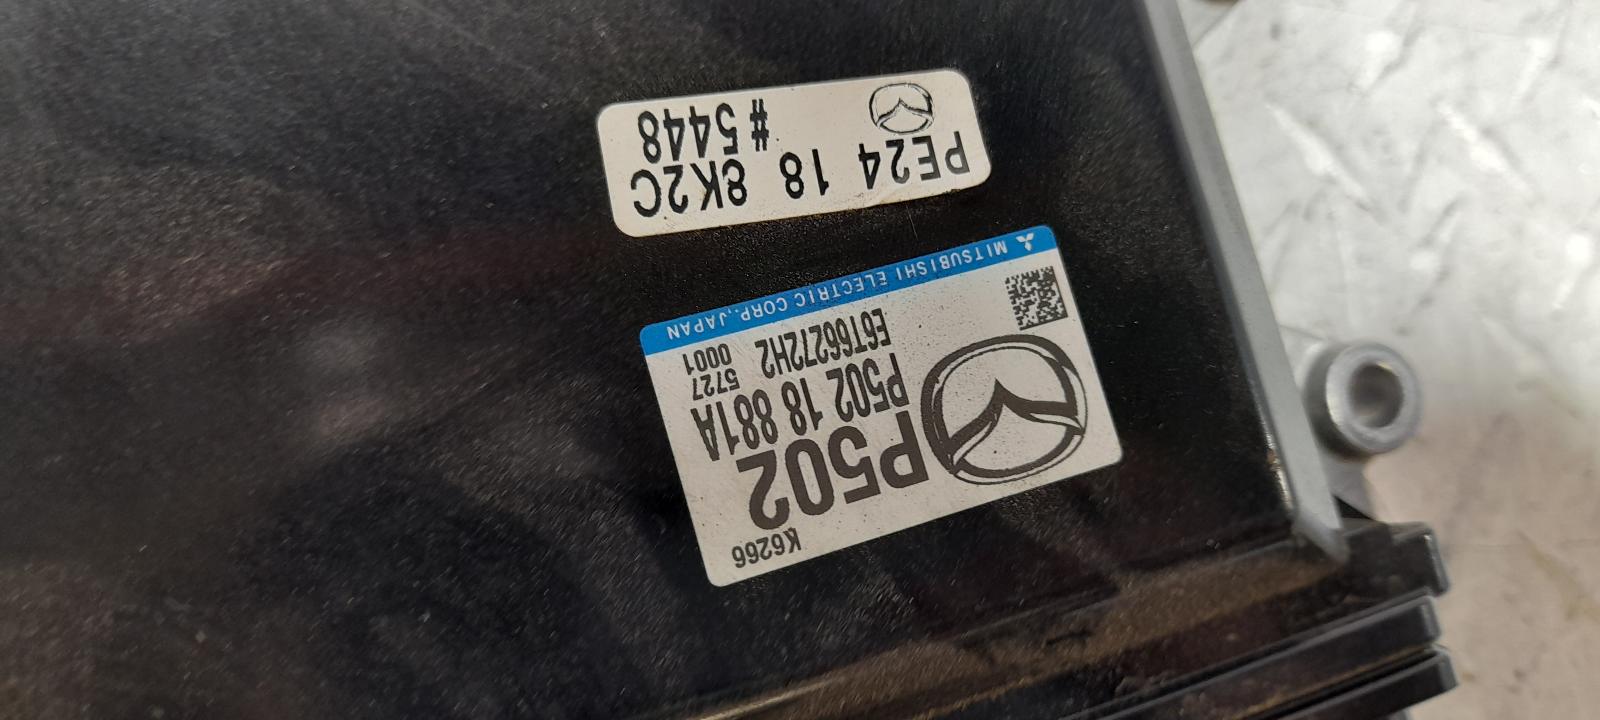 K6266
P502
P502 18 881A
E6T66272H2 5727
0001
MITSUBISHI ELECTRIC CORP.,JAPAN
PE24 18 8K2C
#5448